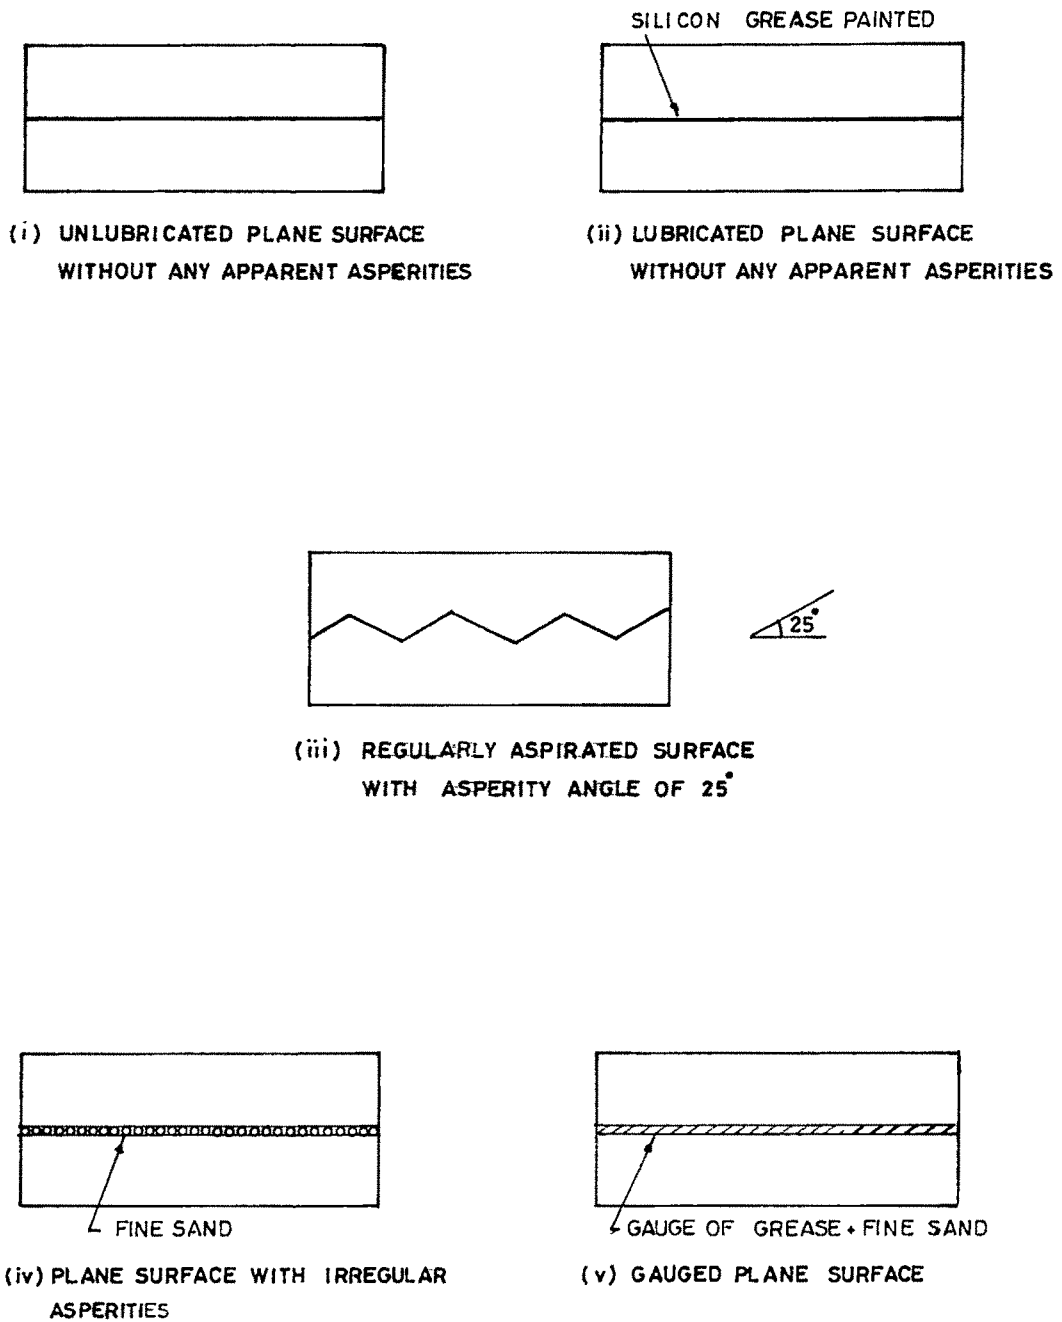 SILICON GREASE PAINTED
(i) UNLUBRICATED PLANE SURFACE
WITHOUT ANY APPARENT ASPERITIES
(ii) LUBRICATED PLANE SURFACE
WITHOUT ANY APPARENT ASPERITIES
25°
(iii) REGULARLY ASPIRATED SURFACE
WITH ASPERITY ANGLE OF 25°
FINE SAND
(iv) PLANE SURFACE WITH IRREGULAR
ASPERITIES
GAUGE OF GREASE + FINE SAND
(v) GAUGED PLANE SURFACE